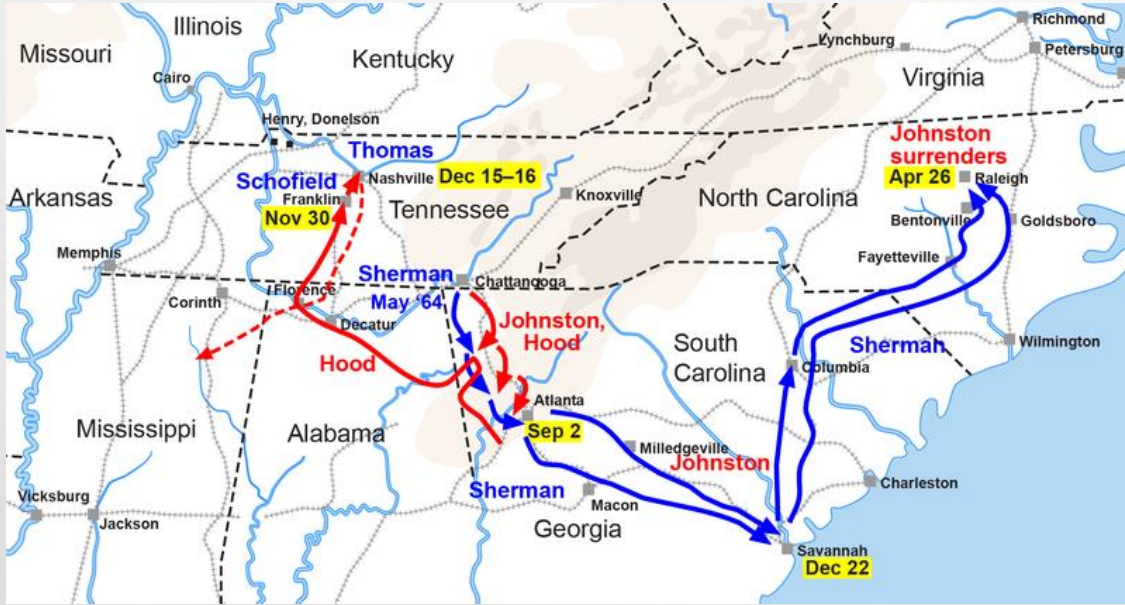 Illinois
Richmond
Missouri
Kentucky
Lynchburg
Petersburg
Cairo
Virginia
Henry, Donelson
Johnston
surrenders
Apr 26
Thomas
Nashville
Dec 15–16
Raleigh
Schofield
Franklin
Nov 30
Arkansas
Tennessee
Knoxville
North Carolina
Bentonville
Goldsboro
Memphis
Fayetteville
Sherman
May ‘64
Chattanooga
Florence
Corinth
Decatur
Johnston,
Hood
Hood
South
Carolina
Sherman
Wilmington
Columbia
Atlanta
Sep 2
Mississippi
Alabama
Milledgeville
Johnston
Sherman
Macon
Charleston
Vicksburg
Jackson
Georgia
Savannah
Dec 22